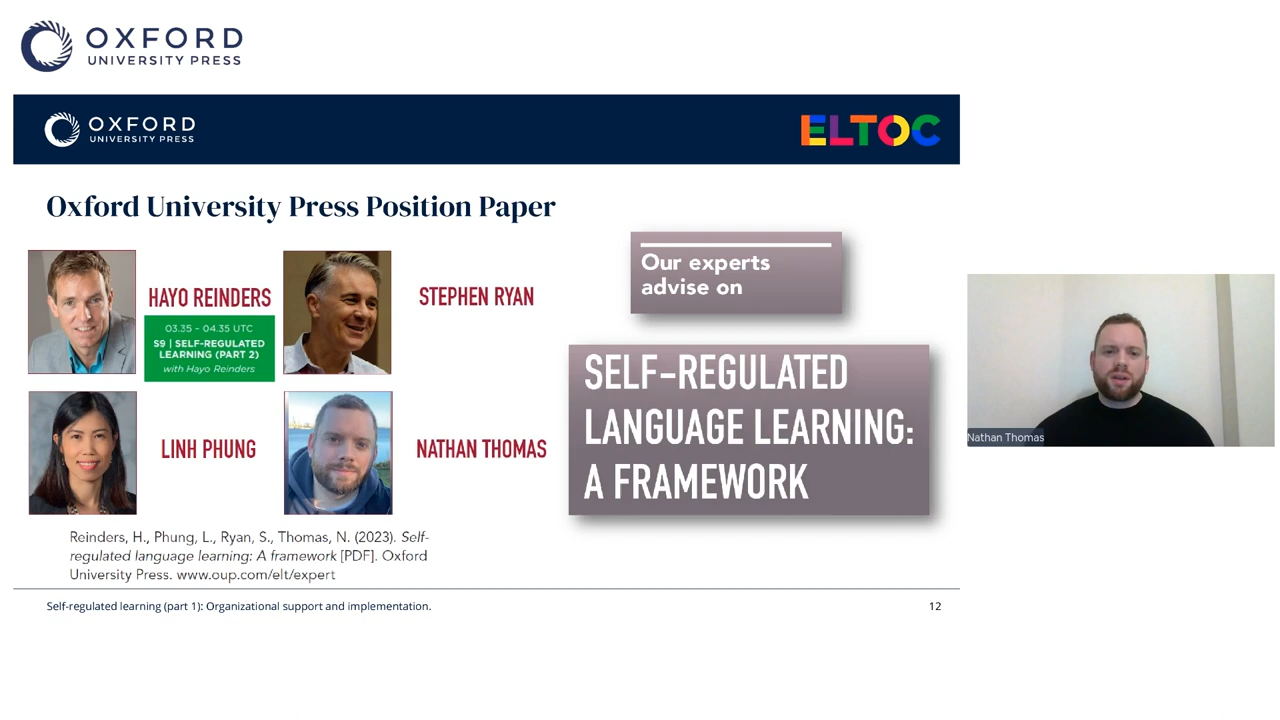 OXFORD
UNIVERSITY PRESS
OXFORD
UNIVERSITY PRESS
ELTOC
Oxford University Press Position Paper
HAYO REINDERS
03.35 – 04.35 UTC
S9 | SELF-REGULATED
LEARNING (PART 2)
with Hayo Reinders
STEPHEN RYAN
LINH PHUNG
NATHAN THOMAS
Our experts
advise on
SELF-REGULATED
LANGUAGE LEARNING:
A FRAMEWORK
Reinders, H., Phung, L., Ryan, S., Thomas, N. (2023). Self-
regulated language learning: A framework [PDF]. Oxford
University Press. www.oup.com/elt/expert
Self-regulated learning (part 1): Organizational support and implementation.
12
Nathan Thomas